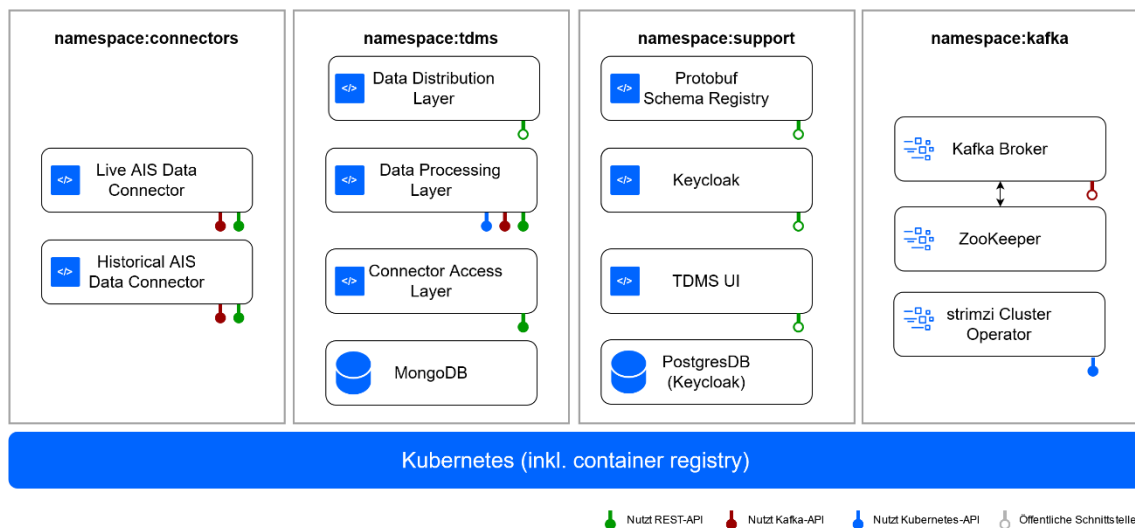 namespace:connectors
Live AIS Data
Connector
Historical AIS
Data Connector
namespace:tdms
Data Distribution
Layer
Data Processing
Layer
Connector Access
Layer
MongoDB
namespace:support
Protobuf
Schema Registry
Keycloak
TDMS UI
PostgresDB
(Keycloak)
namespace:kafka
Kafka Broker
ZooKeeper
strimzi Cluster
Operator
Kubernetes (inkl. container registry)
Nutzt REST-API
Nutzt Kafka-API
Nutzt Kubernetes-API
Öffentliche Schnittstelle